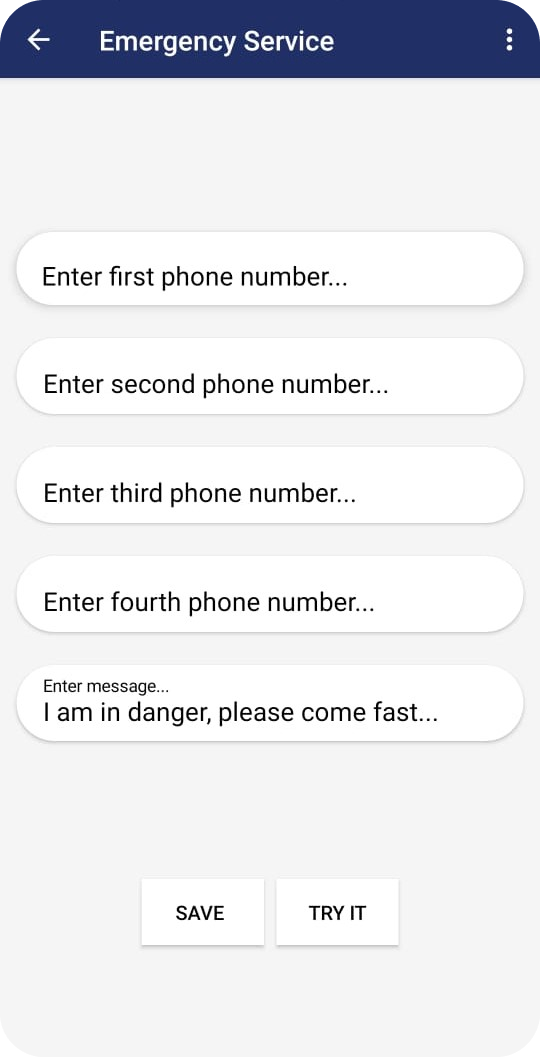 Emergency Service
Enter first phone number...
Enter second phone number...
Enter third phone number...
Enter fourth phone number...
Enter message...
I am in danger, please come fast...
SAVE TRY IT